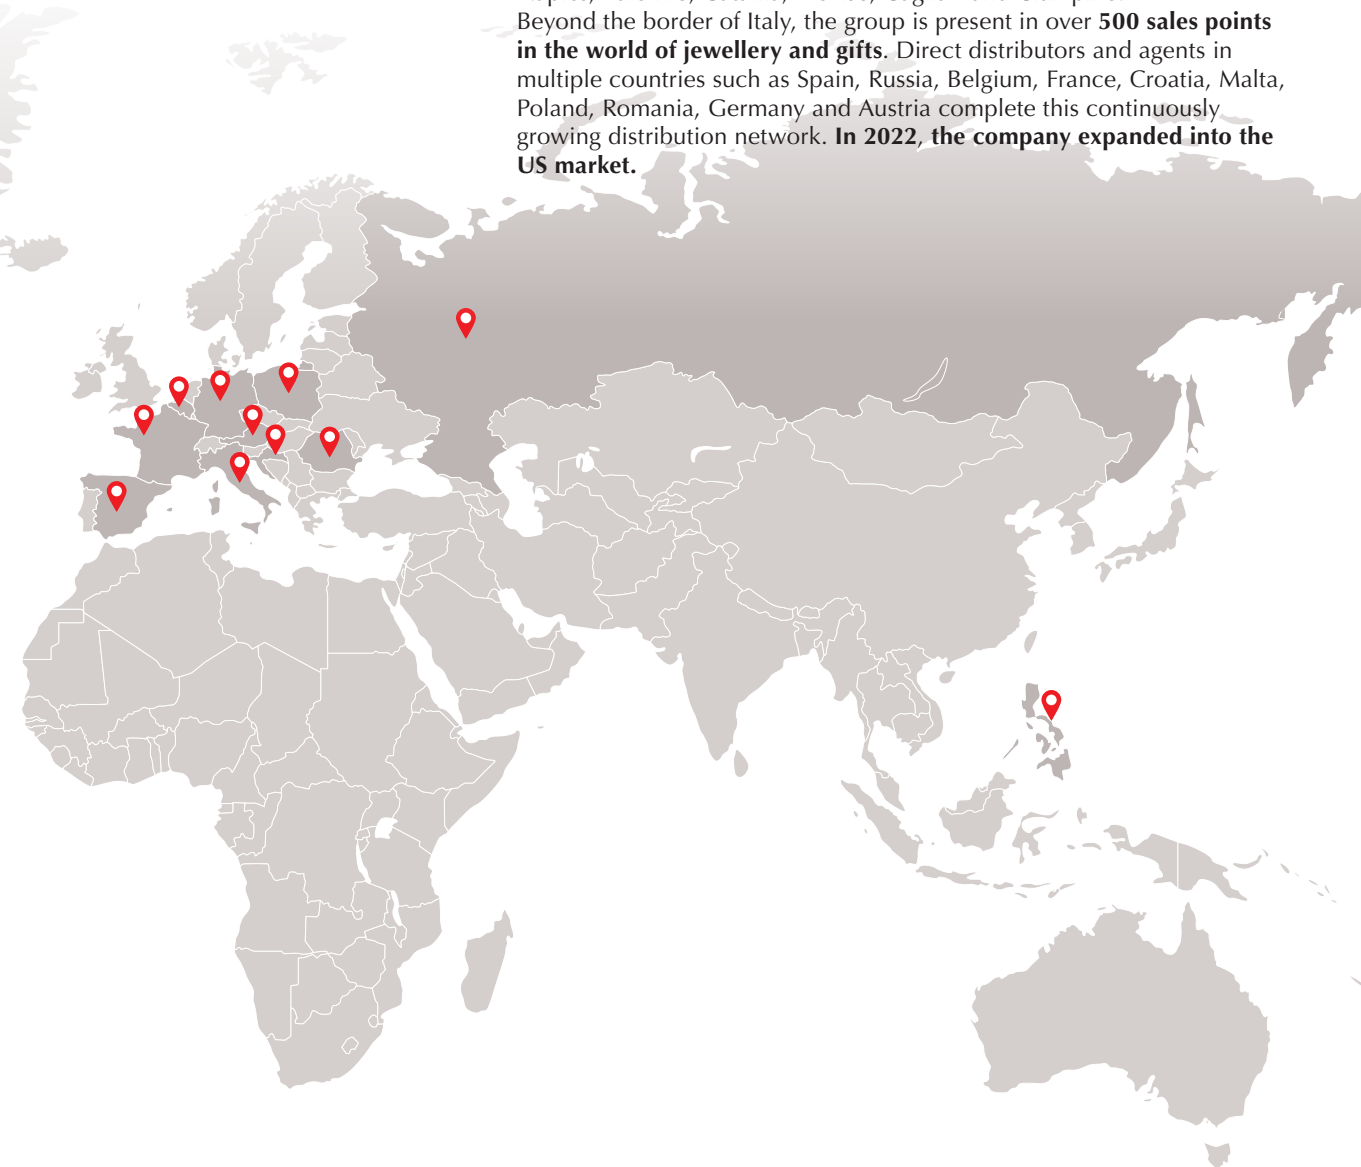 Beyond the border of Italy, the group is present in over 500 sales points
in the world of jewellery and gifts. Direct distributors and agents in
multiple countries such as Spain, Russia, Belgium, France, Croatia, Malta,
Poland, Romania, Germany and Austria complete this continuously
growing distribution network. In 2022, the company expanded into the
US market.